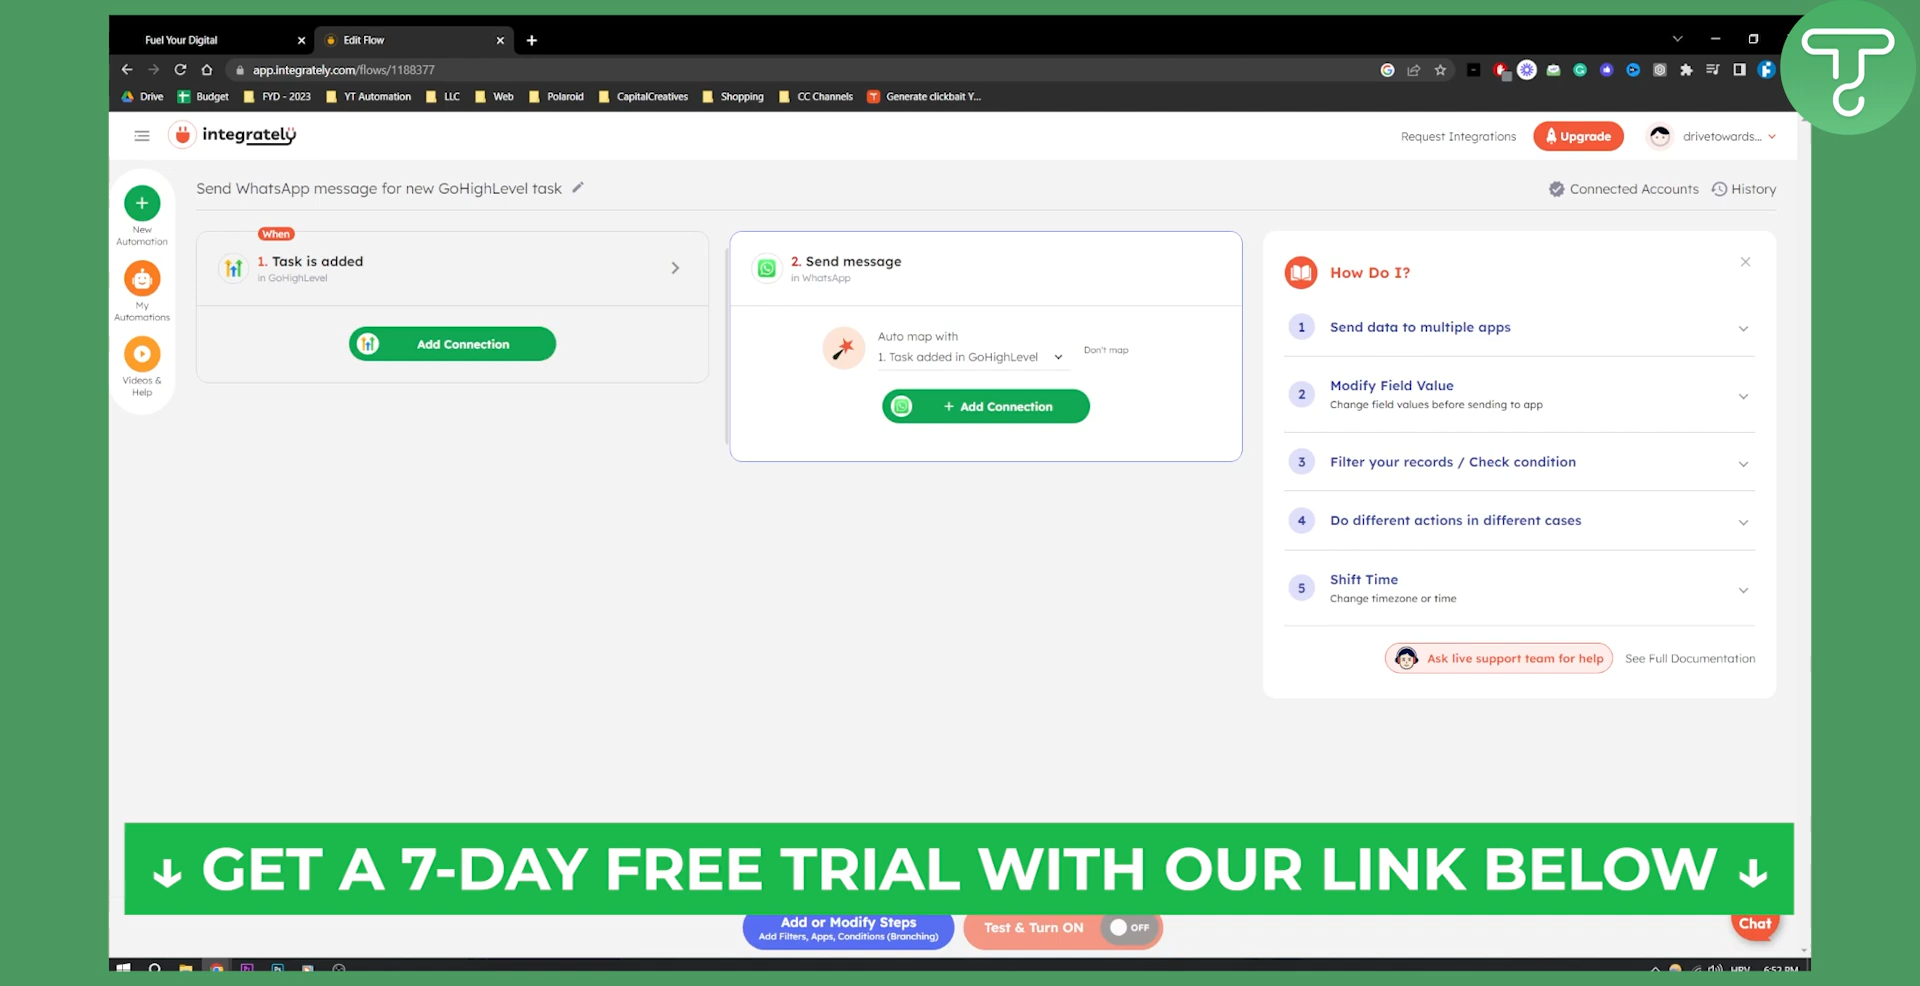 Fuel Your Digital
Edit Flow
app.integrately.com/flows/1188377
Drive
Budget
FYD - 2023
YT Automation
LLC
Web
Polaroid
CapitalCreatives
Shopping
CC Channels
Generate clickbait Y...
integrately
Request Integrations
Upgrade
drivetowards...
Send WhatsApp message for new GoHighLevel task
Connected Accounts
History
New
Automation
My
Automations
Videos &
Help
When
1. Task is added
in GoHighLevel
Add Connection
2. Send message
in WhatsApp
Auto map with
1. Task added in GoHighLevel
Don't map
+ Add Connection
How Do I?
1 Send data to multiple apps
2 Modify Field Value
Change field values before sending to app
3 Filter your records / Check condition
4 Do different actions in different cases
5 Shift Time
Change timezone or time
Ask live support team for help
See Full Documentation
↓ GET A 7-DAY FREE TRIAL WITH OUR LINK BELOW ↓
Add or Modify Steps
Add Filters, Apps, Conditions (Branching)
Test & Turn ON
OFF
Chat
HRV
6:52 PM